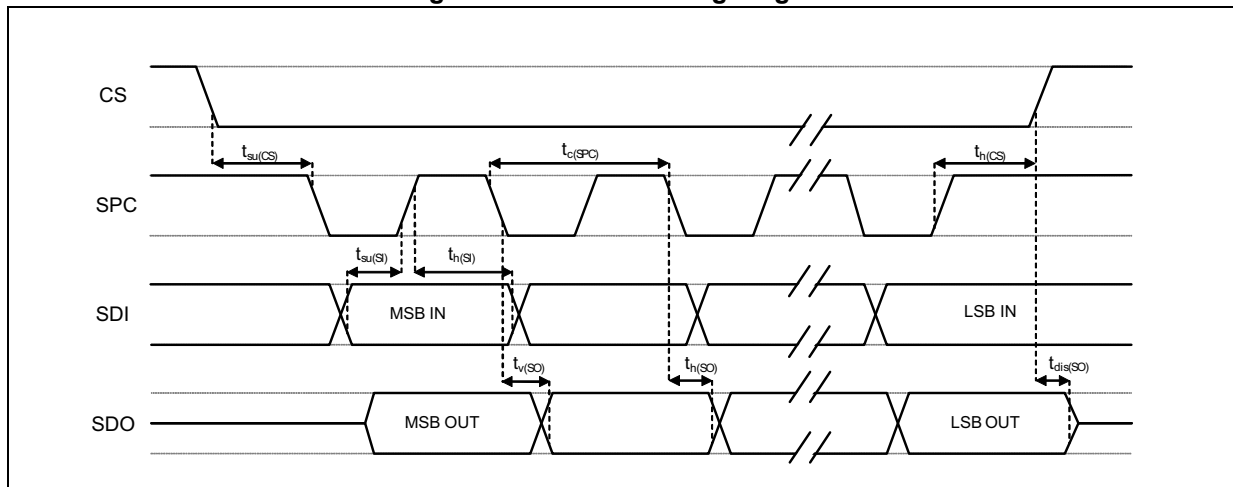 CS
t_su(CS)
t_c(SPC)
t_h(CS)
SPC
t_su(SI)
t_h(SI)
SDI
MSB IN
LSB IN
t_v(SO)
t_h(SO)
t_dis(SO)
SDO
MSB OUT
LSB OUT